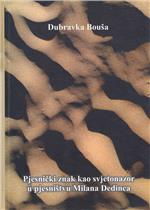 Dubravka Bouša
Pjesnički znak kao svjetonazor
u pjesništvu Milana Dedinca